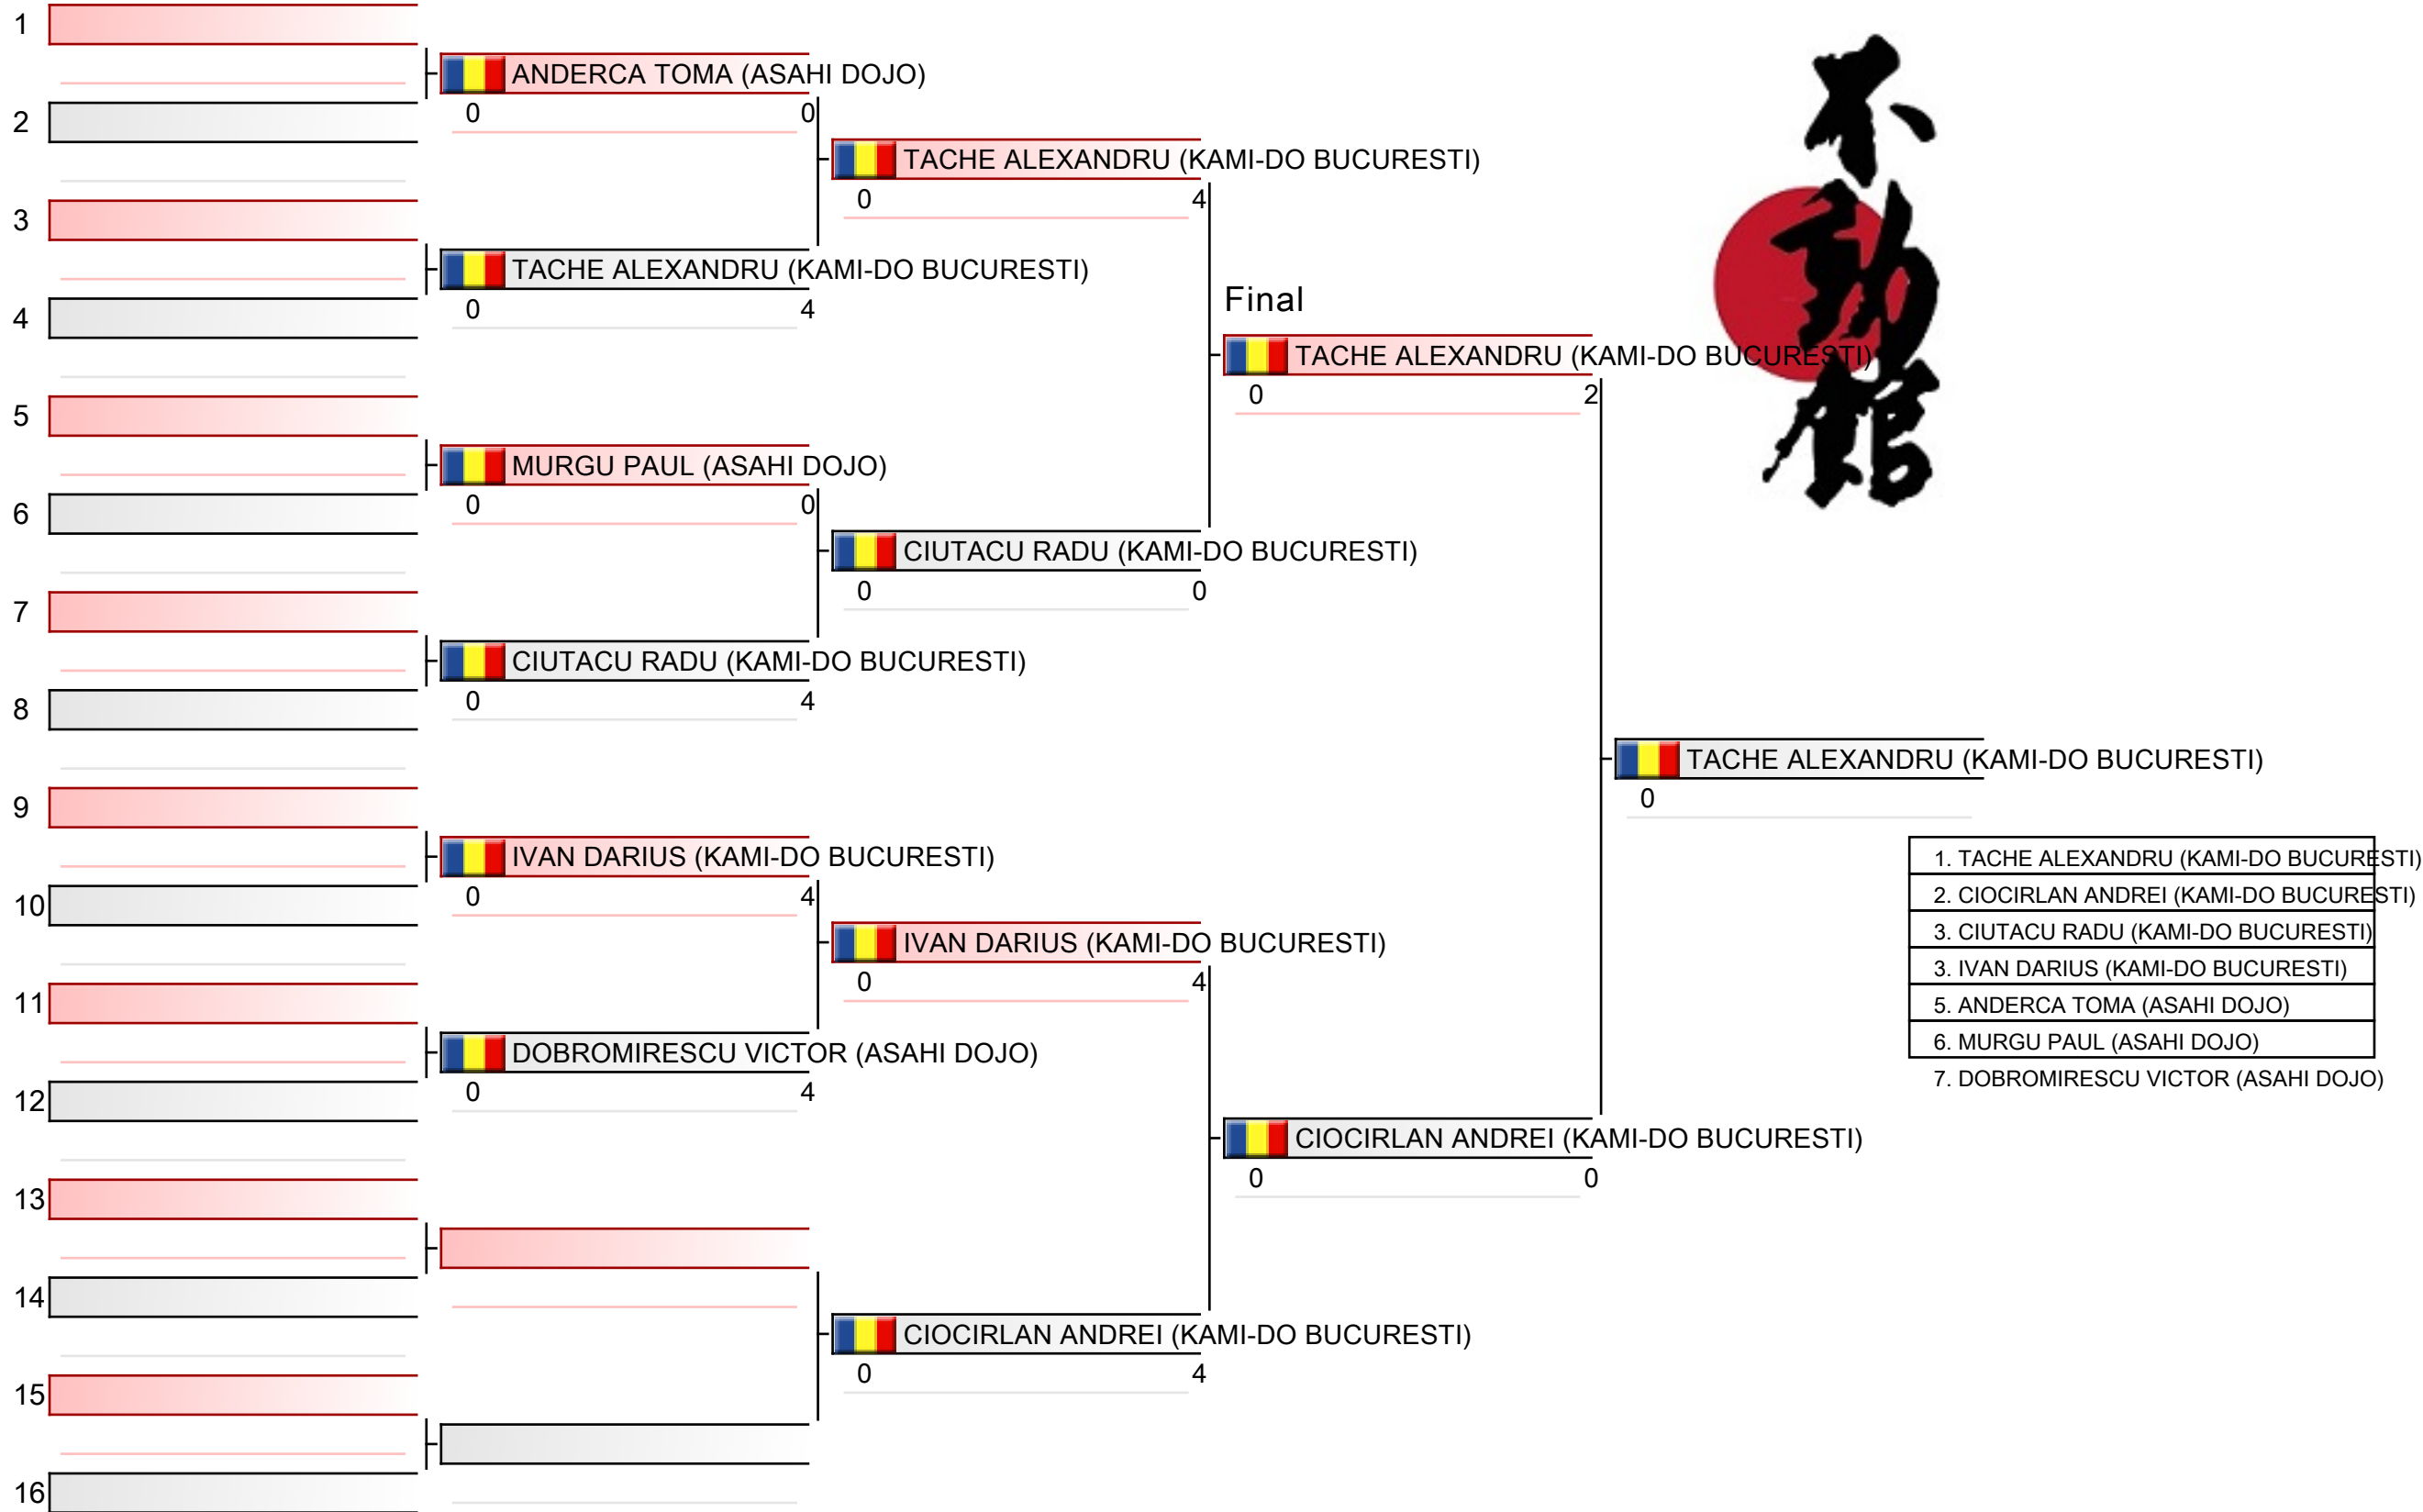 1
ANDERCA TOMA (ASAHI DOJO)
0 0
2
TACHE ALEXANDRU (KAMI-DO BUCURESTI)
0 4
3
TACHE ALEXANDRU (KAMI-DO BUCURESTI)
0 4
4
Final
TACHE ALEXANDRU (KAMI-DO BUCURESTI)
0 2
5
MURGU PAUL (ASAHI DOJO)
0 0
6
CIUTACU RADU (KAMI-DO BUCURESTI)
0 0
7
CIUTACU RADU (KAMI-DO BUCURESTI)
0 4
8
TACHE ALEXANDRU (KAMI-DO BUCURESTI)
0
9
IVAN DARIUS (KAMI-DO BUCURESTI)
0 4
10
IVAN DARIUS (KAMI-DO BUCURESTI)
0 4
11
DOBROMIRESCU VICTOR (ASAHI DOJO)
0 4
12
CIOCIRLAN ANDREI (KAMI-DO BUCURESTI)
0 0
13
14
CIOCIRLAN ANDREI (KAMI-DO BUCURESTI)
0 4
15
16
1. TACHE ALEXANDRU (KAMI-DO BUCURESTI)
2. CIOCIRLAN ANDREI (KAMI-DO BUCURESTI)
3. CIUTACU RADU (KAMI-DO BUCURESTI)
3. IVAN DARIUS (KAMI-DO BUCURESTI)
5. ANDERCA TOMA (ASAHI DOJO)
6. MURGU PAUL (ASAHI DOJO)
7. DOBROMIRESCU VICTOR (ASAHI DOJO)
不動館